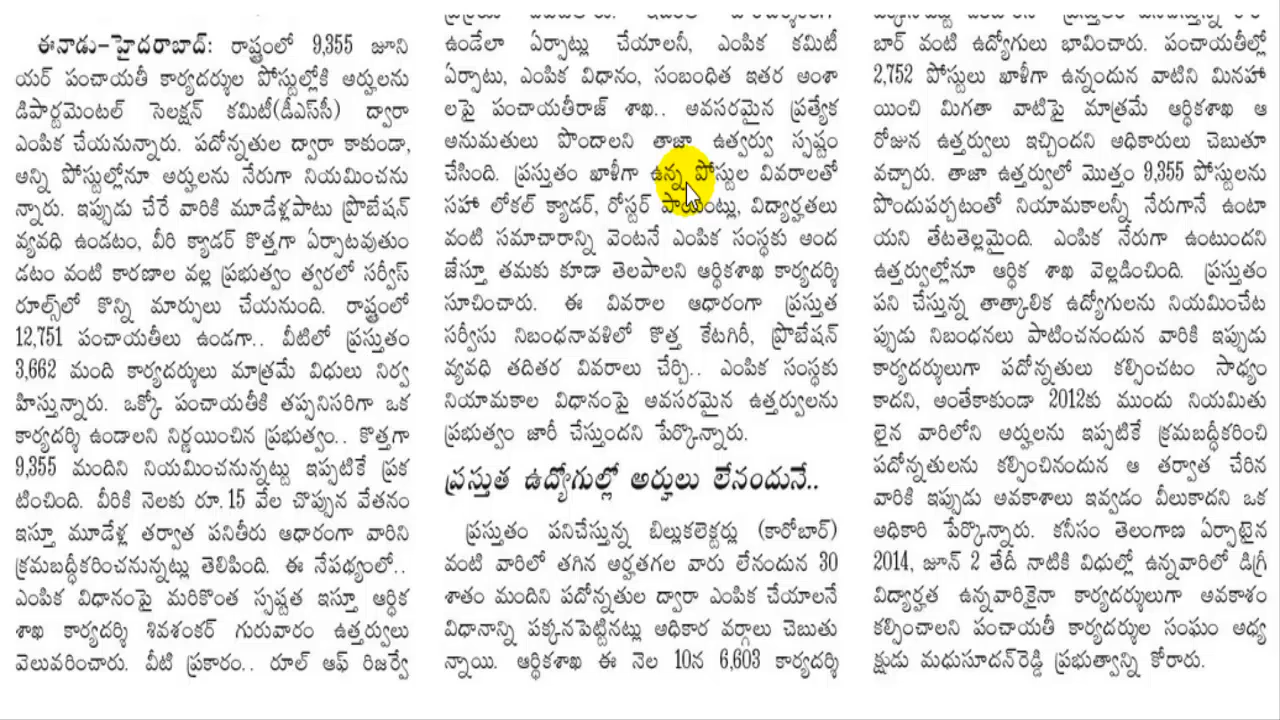 ఈనాడు-హైదరాబాద్: రాష్ట్రంలో 9,355 జూని
యర్ పంచాయతీ కార్యదర్శుల పోస్టుల్లోకి అర్హులను
డిపార్ట్‌మెంటల్ సెలక్షన్ కమిటీ(డీఎస్‌సీ) ద్వారా
ఎంపిక చేయనున్నారు. పదోన్నతుల ద్వారా కాకుండా,
అన్ని పోస్టుల్లోనూ అర్హులను నేరుగా నియమించను
న్నారు. ఇప్పుడు చేరే వారికి మూడేళ్లపాటు ప్రొబేషన్
వ్యవధి ఉండటం, వీరి క్యాడర్ కొత్తగా ఏర్పాటవుతుం
డటం వంటి కారణాల వల్ల ప్రభుత్వం త్వరలో సర్వీస్
రూల్స్‌లో కొన్ని మార్పులు చేయనుంది. రాష్ట్రంలో
12,751 పంచాయతీలు ఉండగా.. వీటిలో ప్రస్తుతం
3,662 మంది కార్యదర్శులు మాత్రమే విధులు నిర్వ
హిస్తున్నారు. ఒక్కో పంచాయతీకి తప్పనిసరిగా ఒక
కార్యదర్శి ఉండాలని నిర్ణయించిన ప్రభుత్వం.. కొత్తగా
9,355 మందిని నియమించనున్నట్టు ఇప్పటికే ప్రక
టించింది. వీరికి నెలకు రూ.15 వేల చొప్పున వేతనం
ఇస్తూ మూడేళ్ల తర్వాత పనితీరు ఆధారంగా వారిని
క్రమబద్ధీకరించనున్నట్లు తెలిపింది. ఈ నేపథ్యంలో..
ఎంపిక విధానంపై మరికొంత స్పష్టత ఇస్తూ ఆర్థిక
శాఖ కార్యదర్శి శివశంకర్ గురువారం ఉత్తర్వులు
వెలువరించారు. వీటి ప్రకారం.. రూల్ ఆఫ్ రిజర్వే
ఉండేలా ఏర్పాట్లు చేయాలనీ, ఎంపిక కమిటీ
ఏర్పాటు, ఎంపిక విధానం, సంబంధిత ఇతర అంశా
లపై పంచాయతీరాజ్ శాఖ.. అవసరమైన ప్రత్యేక
అనుమతులు పొందాలని తాజా ఉత్వర్వు స్పష్టం
చేసింది. ప్రస్తుతం ఖాళీగా ఉన్న పోస్టుల వివరాలతో
సహా లోకల్ క్యాడర్, రోస్టర్ పాయింట్లు, విద్యార్హతలు
వంటి సమాచారాన్ని వెంటనే ఎంపిక సంస్థకు అంద
జేస్తూ తమకు కూడా తెలపాలని ఆర్థికశాఖ కార్యదర్శి
సూచించారు. ఈ వివరాల ఆధారంగా ప్రస్తుత
సర్వీసు నిబంధనావళిలో కొత్త కేటగిరీ, ప్రొబేషన్
వ్యవధి తదితర వివరాలు చేర్చి.. ఎంపిక సంస్థకు
నియామకాల విధానంపై అవసరమైన ఉత్తర్వులను
ప్రభుత్వం జారీ చేస్తుందని పేర్కొన్నారు.
ప్రస్తుత ఉద్యోగుల్లో అర్హులు లేనందునే..
ప్రస్తుతం పనిచేస్తున్న బిల్లుకలెక్టర్లు (కారోబార్)
వంటి వారిలో తగిన అర్హతగల వారు లేనందున 30
శాతం మందిని పదోన్నతుల ద్వారా ఎంపిక చేయాలనే
విధానాన్ని పక్కనపెట్టినట్లు అధికార వర్గాలు చెబుతు
న్నాయి. ఆర్థికశాఖ ఈ నెల 10న 6,603 కార్యదర్శి
బార్ వంటి ఉద్యోగులు భావించారు. పంచాయతీల్లో
2,752 పోస్టులు ఖాళీగా ఉన్నందున వాటిని మినహా
యించి మిగతా వాటిపై మాత్రమే ఆర్థికశాఖ ఆ
రోజున ఉత్తర్వులు ఇచ్చిందని అధికారులు చెబుతూ
వచ్చారు. తాజా ఉత్తర్వులో మొత్తం 9,355 పోస్టులను
పొందుపర్చటంతో నియామకాలన్నీ నేరుగానే ఉంటా
యని తేటతెల్లమైంది. ఎంపిక నేరుగా ఉంటుందని
ఉత్తర్వుల్లోనూ ఆర్థిక శాఖ వెల్లడించింది. ప్రస్తుతం
పని చేస్తున్న తాత్కాలిక ఉద్యోగులను నియమించేట
ప్పుడు నిబంధనలు పాటించనందున వారికి ఇప్పుడు
కార్యదర్శులుగా పదోన్నతులు కల్పించటం సాధ్యం
కాదని, అంతేకాకుండా 2012కు ముందు నియమితు
లైన వారిలోని అర్హులను ఇప్పటికే క్రమబద్ధీకరించి
పదోన్నతులను కల్పించినందున ఆ తర్వాత చేరిన
వారికి ఇప్పుడు అవకాశాలు ఇవ్వడం వీలుకాదని ఒక
అధికారి పేర్కొన్నారు. కనీసం తెలంగాణ ఏర్పాటైన
2014, జూన్ 2 తేదీ నాటికి విధుల్లో ఉన్నవారిలో డిగ్రీ
విద్యార్హత ఉన్నవారికైనా కార్యదర్శులుగా అవకాశం
కల్పించాలని పంచాయతీ కార్యదర్శుల సంఘం అధ్య
క్షుడు మధుసూదన్‌రెడ్డి ప్రభుత్వాన్ని కోరారు.